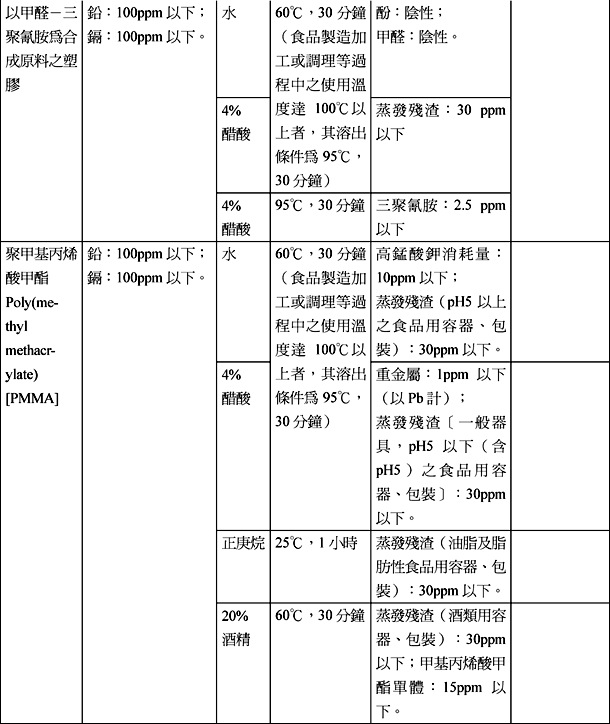 以甲醛－三
聚氰胺爲合
成原料之塑
膠
鉛：100ppm 以下；
鎘：100ppm 以下。
水
60℃，30 分鐘
（食品製造加
工或調理等過
程中之使用溫
度達 100℃以
上者，其溶出
條件爲 95℃，
30 分鐘）
酚：陰性；
甲醛：陰性。
4%
醋酸
蒸發殘渣：30 ppm
以下
4%
醋酸
95℃，30 分鐘
三聚氰胺：2.5 ppm
以下
聚甲基丙烯
酸甲酯
Poly(me-
thyl
methacr-
ylate)
[PMMA]
鉛：100ppm 以下；
鎘：100ppm 以下。
水
60℃，30 分鐘
（食品製造加
工或調理等過
程中之使用溫
度達 100℃以
上者，其溶出
條件爲 95℃，
30 分鐘）
高錳酸鉀消耗量：
10ppm 以下；
蒸發殘渣（pH5 以上
之食品用容器、包
裝）：30ppm 以下。
4%
醋酸
重金屬：1ppm 以下
（以 Pb 計）；
蒸發殘渣〔一般器
具，pH5 以下（含
pH5）之食品用容
器、包裝〕：30ppm
以下。
正庚烷
25℃，1 小時
蒸發殘渣（油脂及脂
肪性食品用容器、包
裝）：30ppm 以下。
20%
酒精
60℃，30 分鐘
蒸發殘渣（酒類用容
器、包裝）：30ppm
以下；甲基丙烯酸甲
酯單體：15ppm 以
下。